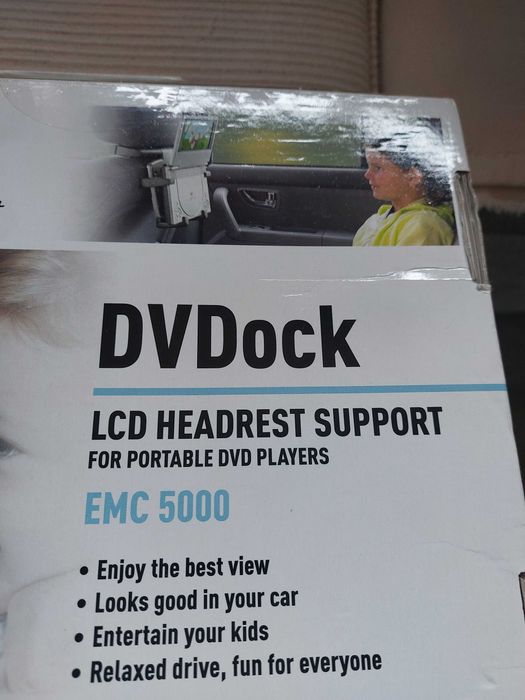 DVDock
LCD HEADREST SUPPORT
FOR PORTABLE DVD PLAYERS
EMC 5000
• Enjoy the best view
• Looks good in your car
• Entertain your kids
• Relaxed drive, fun for everyone